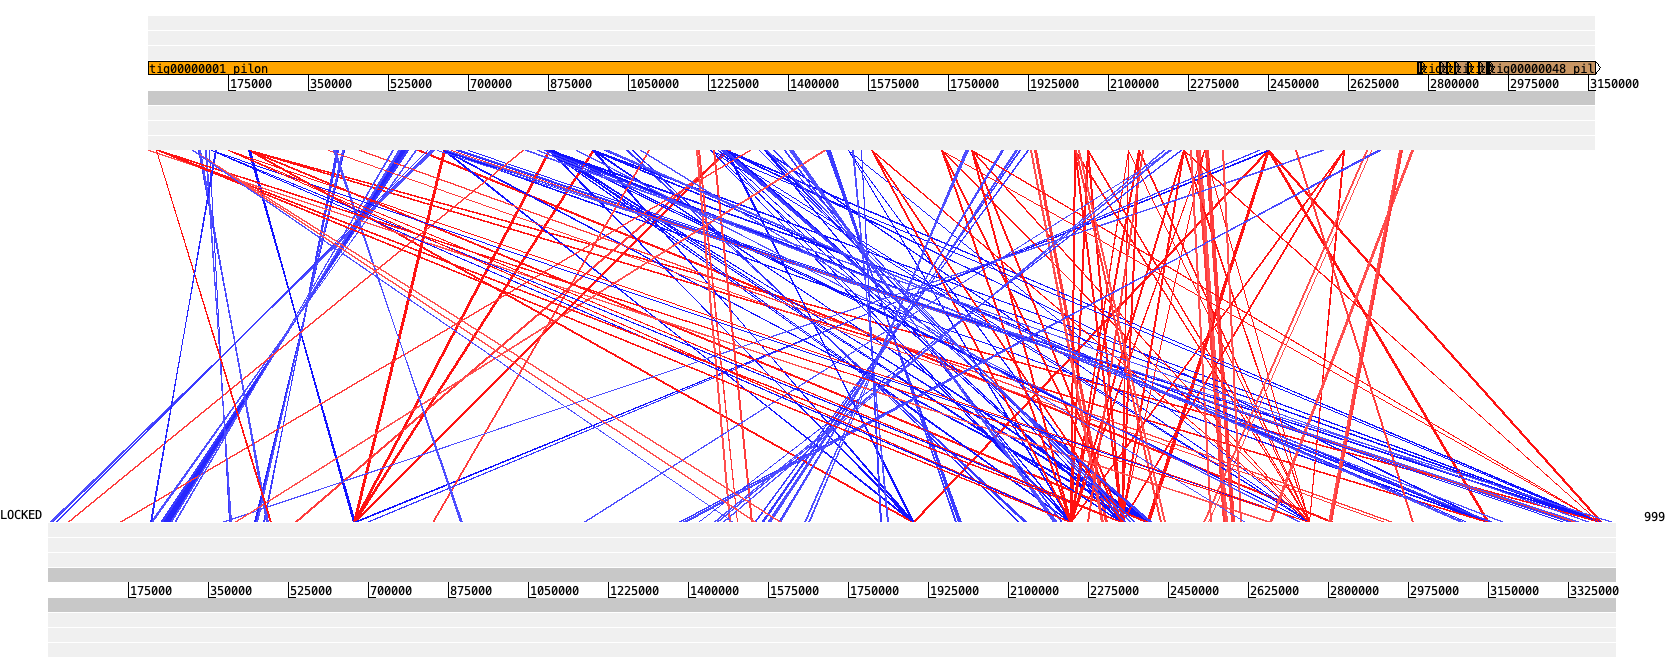 tig00000001_pilon tig00000048_pil
175000 350000 525000 700000 875000 1050000 1225000 1400000 1575000 1750000 1925000 2100000 2275000 2450000 2625000 2800000 2975000 3150000
LOCKED 999
175000 350000 525000 700000 875000 1050000 1225000 1400000 1575000 1750000 1925000 2100000 2275000 2450000 2625000 2800000 2975000 3150000 3325000